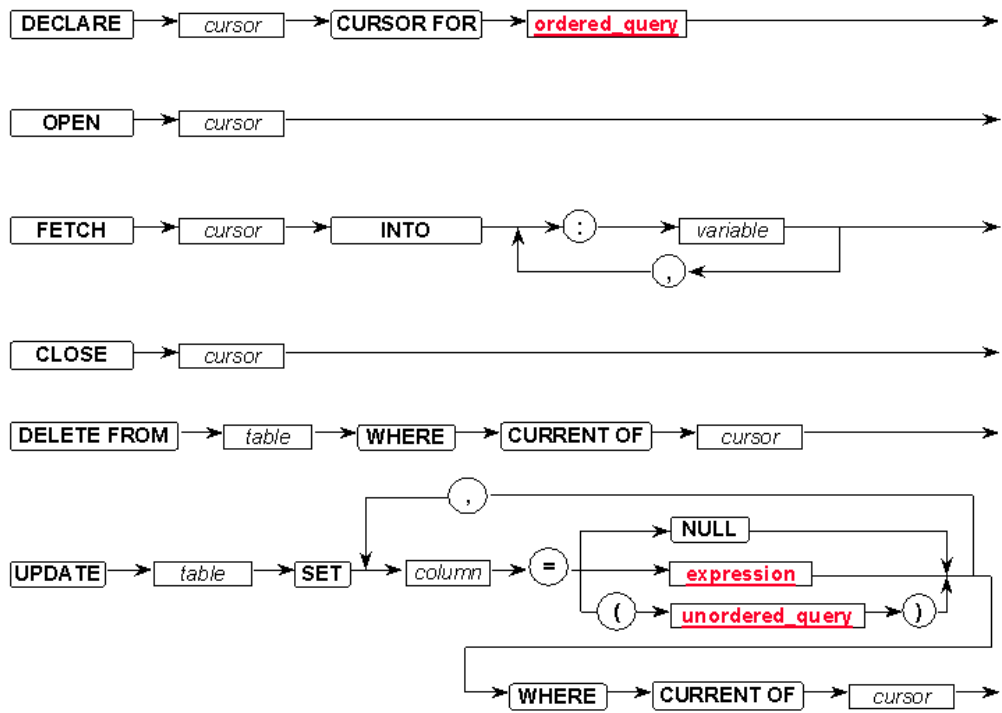 DECLARE cursor CURSOR FOR ordered_query
OPEN cursor
FETCH cursor INTO : variable
,
CLOSE cursor
DELETE FROM table WHERE CURRENT OF cursor
,
NULL
UPDATE table SET column = expression
( unordered_query )
WHERE CURRENT OF cursor